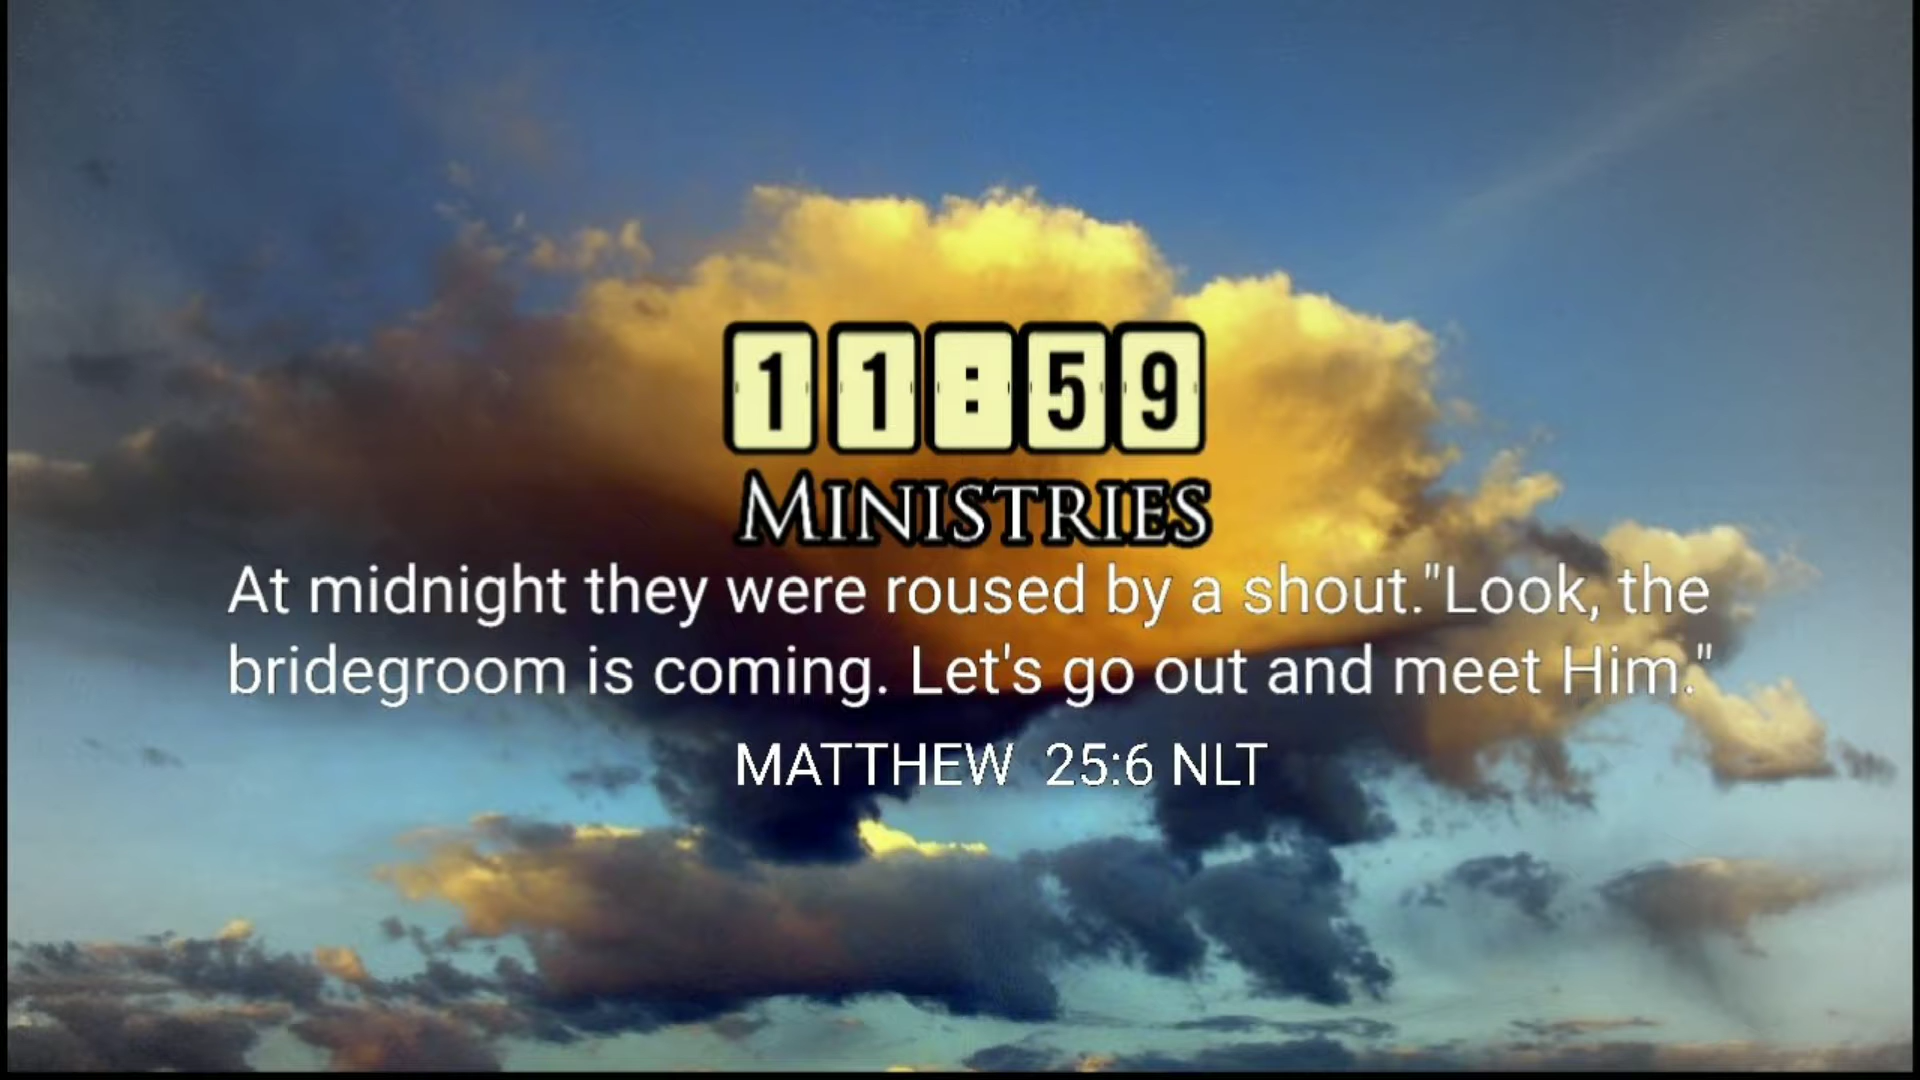 11:59
MINISTRIES
At midnight they were roused by a shout."Look, the
bridegroom is coming. Let's go out and meet Him."
MATTHEW 25:6 NLT